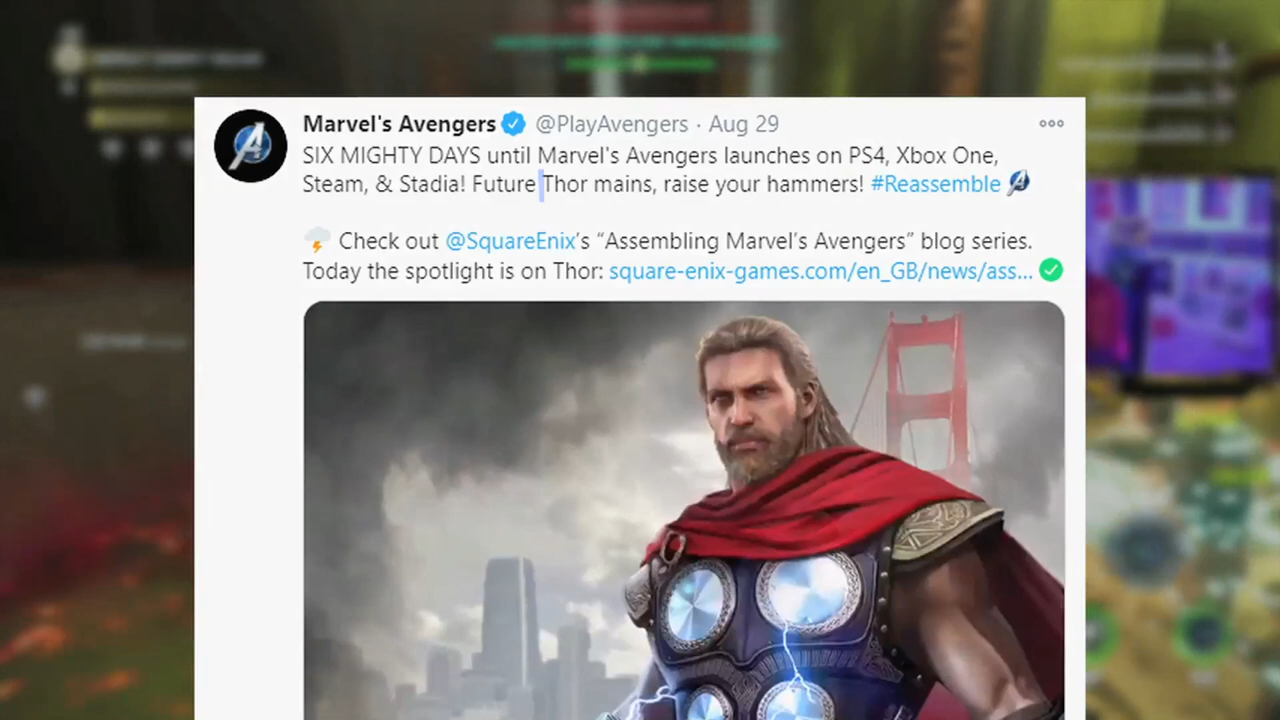 Marvel's Avengers @PlayAvengers · Aug 29
SIX MIGHTY DAYS until Marvel's Avengers launches on PS4, Xbox One,
Steam, & Stadia! Future Thor mains, raise your hammers! #Reassemble
Check out @SquareEnix’s “Assembling Marvel’s Avengers” blog series.
Today the spotlight is on Thor: square-enix-games.com/en_GB/news/ass...